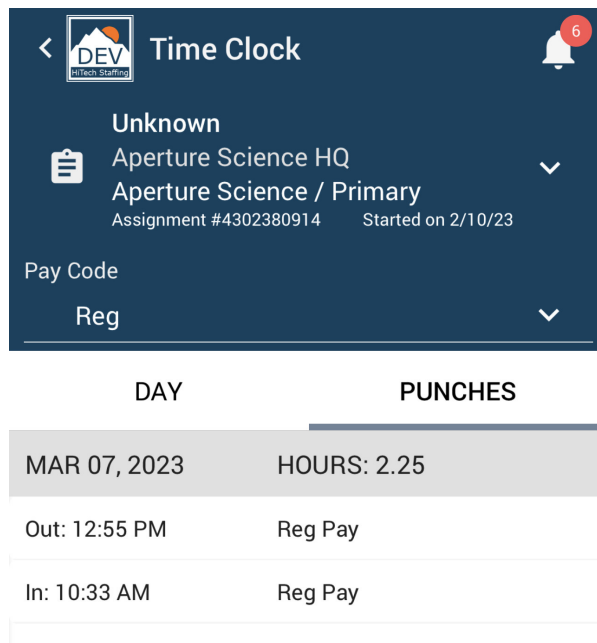 DEV
HiTech Staffing
Time Clock
6
Unknown
Aperture Science HQ
Aperture Science / Primary
Assignment #4302380914 Started on 2/10/23
Pay Code
Reg
DAY PUNCHES
MAR 07, 2023 HOURS: 2.25
Out: 12:55 PM Reg Pay
In: 10:33 AM Reg Pay